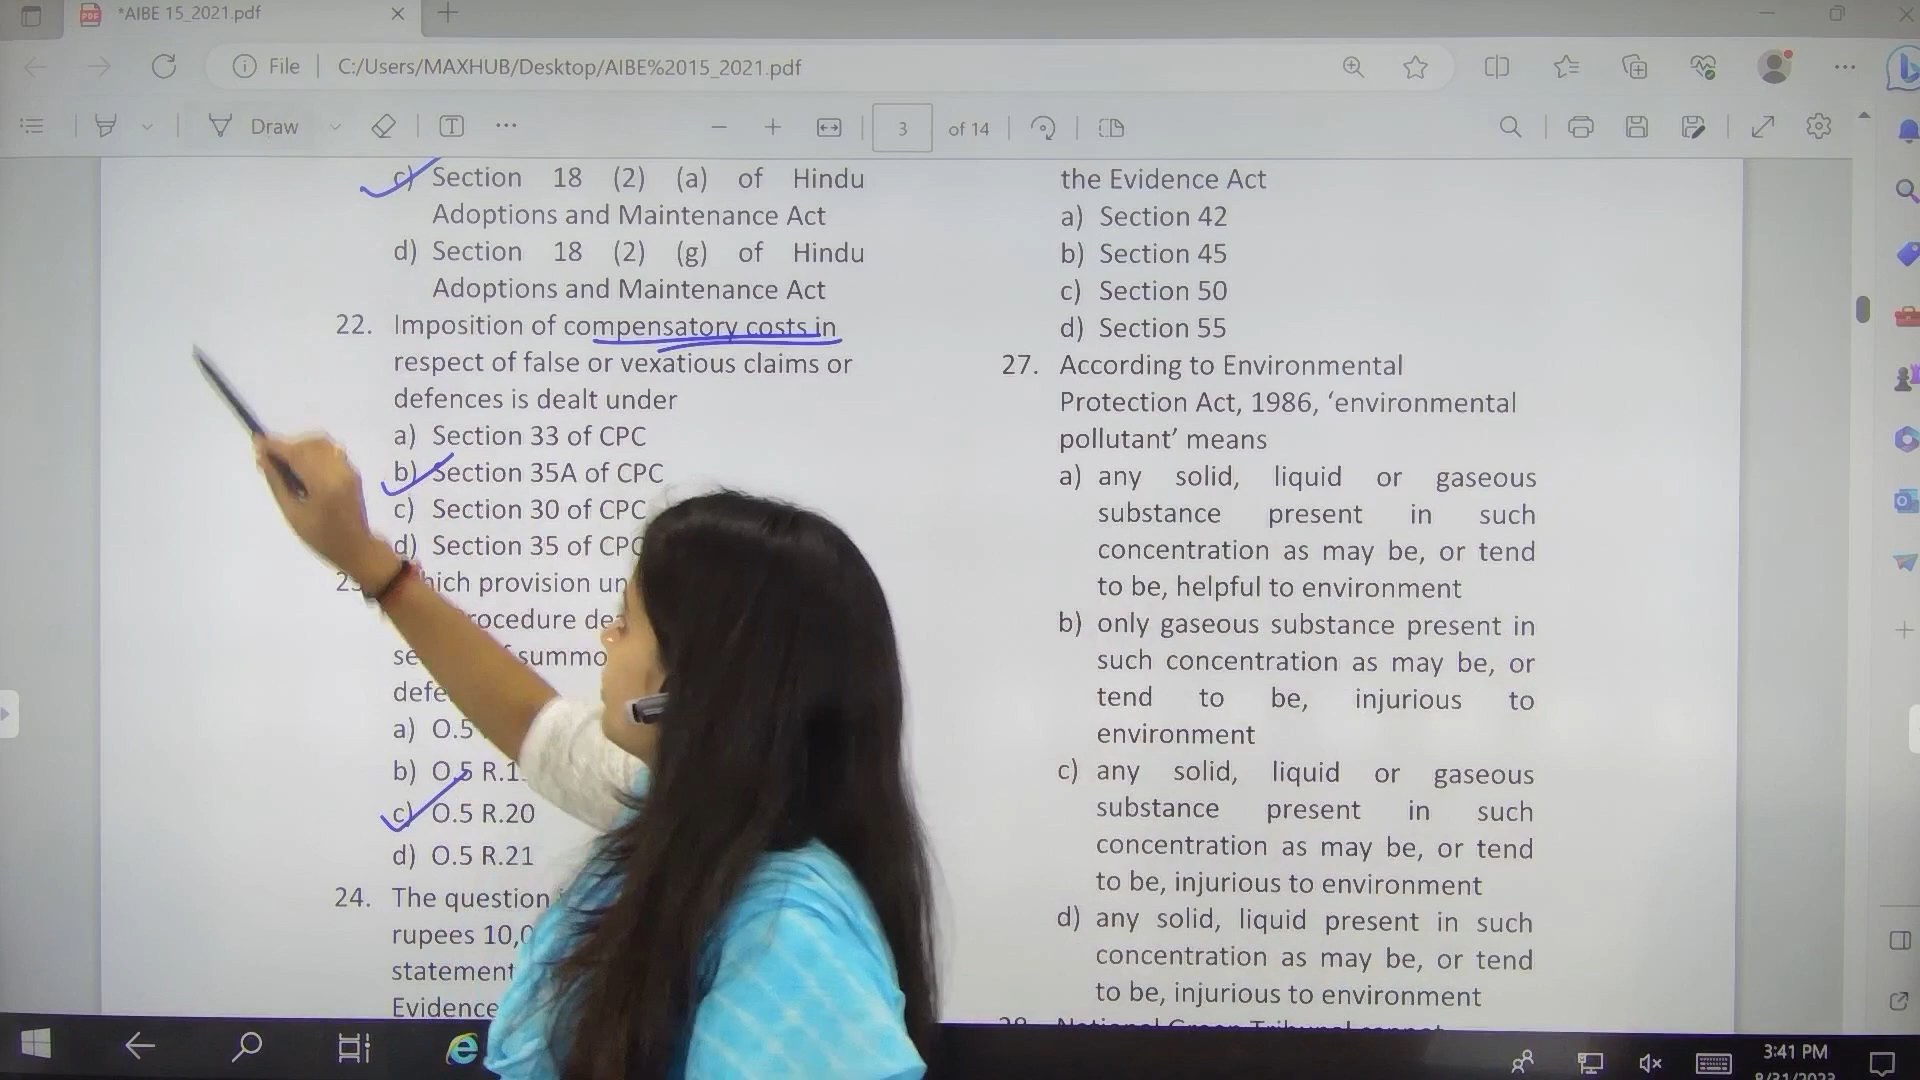 *AIBE 15_2021.pdf
File
C:/Users/MAXHUB/Desktop/AIBE%2015_2021.pdf
Draw
3
of 14
c) Section 18 (2) (a) of Hindu
Adoptions and Maintenance Act
d) Section 18 (2) (g) of Hindu
Adoptions and Maintenance Act
22. Imposition of compensatory costs in
respect of false or vexatious claims or
defences is dealt under
a) Section 33 of CPC
b) Section 35A of CPC
c) Section 30 of CPC
d) Section 35 of CPC
provision
summo
defe
a) O.5
b) O.5
c) O.5 R.20
d) O.5 R.21
24. The question
rupees
statement
Evidence
the Evidence Act
a) Section 42
b) Section 45
c) Section 50
d) Section 55
27. According to Environmental
Protection Act, 1986, ‘environmental
pollutant’ means
a) any solid, liquid or gaseous
substance present in such
concentration as may be, or tend
to be, helpful to environment
b) only gaseous substance present in
such concentration as may be, or
tend to be, injurious to
environment
c) any solid, liquid or gaseous
substance present in such
concentration as may be, or tend
to be, injurious to environment
d) any solid, liquid present in such
concentration as may be, or tend
to be, injurious to environment
3:41 PM